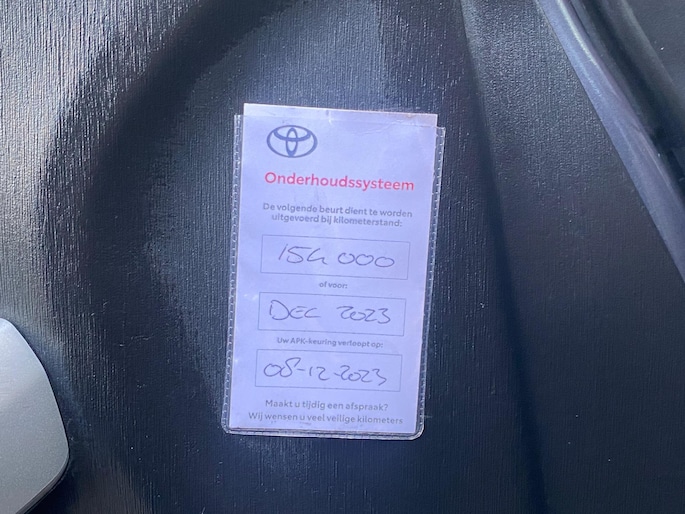 Onderhoudssysteem
De volgende beurt dient te worden
uitgevoerd bij kilometerstand:
154 000
of voor:
DEC 2023
Uw APK-keuring verloopt op:
08-12-2023
Maakt u tijdig een afspraak?
Wij wensen u veel veilige kilometers